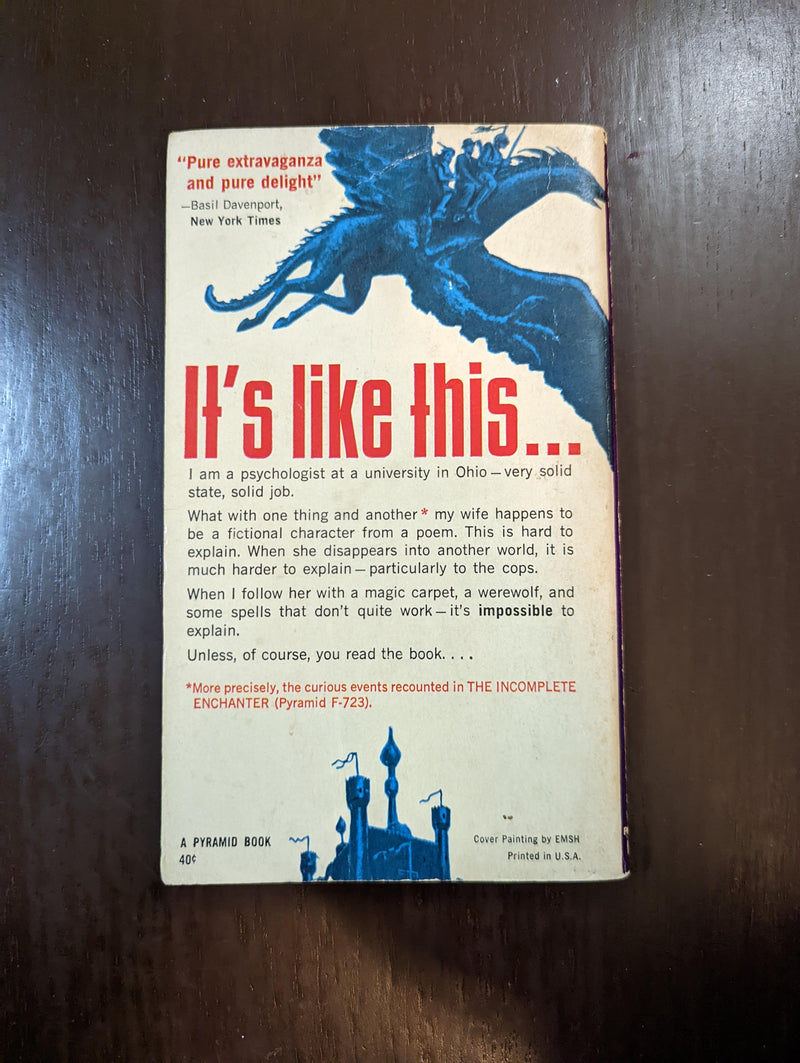 “Pure extravaganza
and pure delight”
—Basil Davenport,
New York Times
It's like this...
I am a psychologist at a university in Ohio — very solid
state, solid job.
What with one thing and another * my wife happens to
be a fictional character from a poem. This is hard to
explain. When she disappears into another world, it is
much harder to explain — particularly to the cops.
When I follow her with a magic carpet, a werewolf, and
some spells that don't quite work — it's impossible to
explain.
Unless, of course, you read the book. . . .
*More precisely, the curious events recounted in THE INCOMPLETE
ENCHANTER (Pyramid F-723).
A PYRAMID BOOK
40¢
Cover Painting by EMSH
Printed in U.S.A.